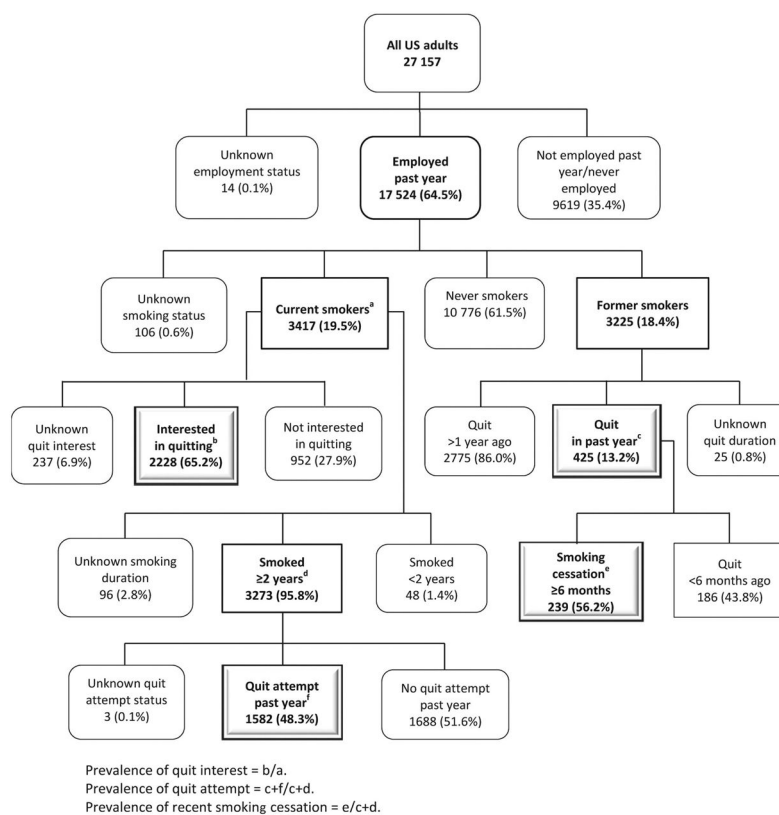 All US adults
27 157
Unknown
employment status
14 (0.1%)
Employed
past year
17 524 (64.5%)
Not employed past
year/never
employed
9619 (35.4%)
Unknown
smoking status
106 (0.6%)
Current smokersᵃ
3417 (19.5%)
Never smokers
10 776 (61.5%)
Former smokers
3225 (18.4%)
Unknown
quit interest
237 (6.9%)
Interested
in quittingᵇ
2228 (65.2%)
Not interested
in quitting
952 (27.9%)
Quit
>1 year ago
2775 (86.0%)
Quit
in past yearᶜ
425 (13.2%)
Unknown
quit duration
25 (0.8%)
Unknown smoking
duration
96 (2.8%)
Smoked
≥2 yearsᵈ
3273 (95.8%)
Smoked
<2 years
48 (1.4%)
Smoking
cessationᵉ
≥6 months
239 (56.2%)
Quit
<6 months ago
186 (43.8%)
Unknown quit
attempt status
3 (0.1%)
Quit attempt
past yearᶠ
1582 (48.3%)
No quit attempt
past year
1688 (51.6%)
Prevalence of quit interest = b/a.
Prevalence of quit attempt = c+f/c+d.
Prevalence of recent smoking cessation = e/c+d.